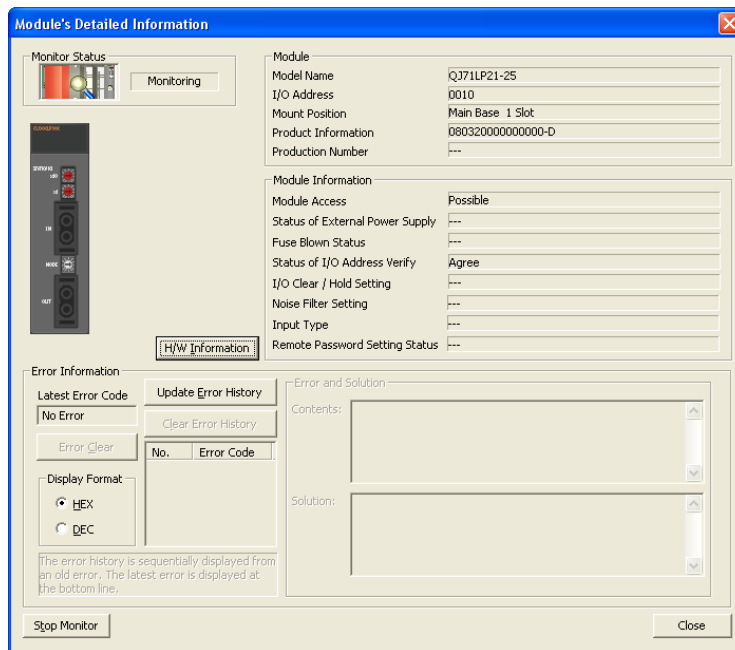 Module's Detailed Information
Monitor Status
Monitoring
Module
Model Name QJ71LP21-25
I/O Address 0010
Mount Position Main Base 1 Slot
Product Information 080320000000000-D
Production Number ---
Module Information
Module Access Possible
Status of External Power Supply ---
Fuse Blown Status ---
Status of I/O Address Verify Agree
I/O Clear / Hold Setting ---
Noise Filter Setting ---
Input Type ---
Remote Password Setting Status ---
IN
MODE
OUT
H/W Information
Error Information
Latest Error Code
No Error
Error Clear
Update Error History
Clear Error History
No. Error Code
Display Format
HEX
DEC
The error history is sequentially displayed from
an old error. The latest error is displayed at
the bottom line.
Error and Solution
Contents:
Solution:
Stop Monitor
Close